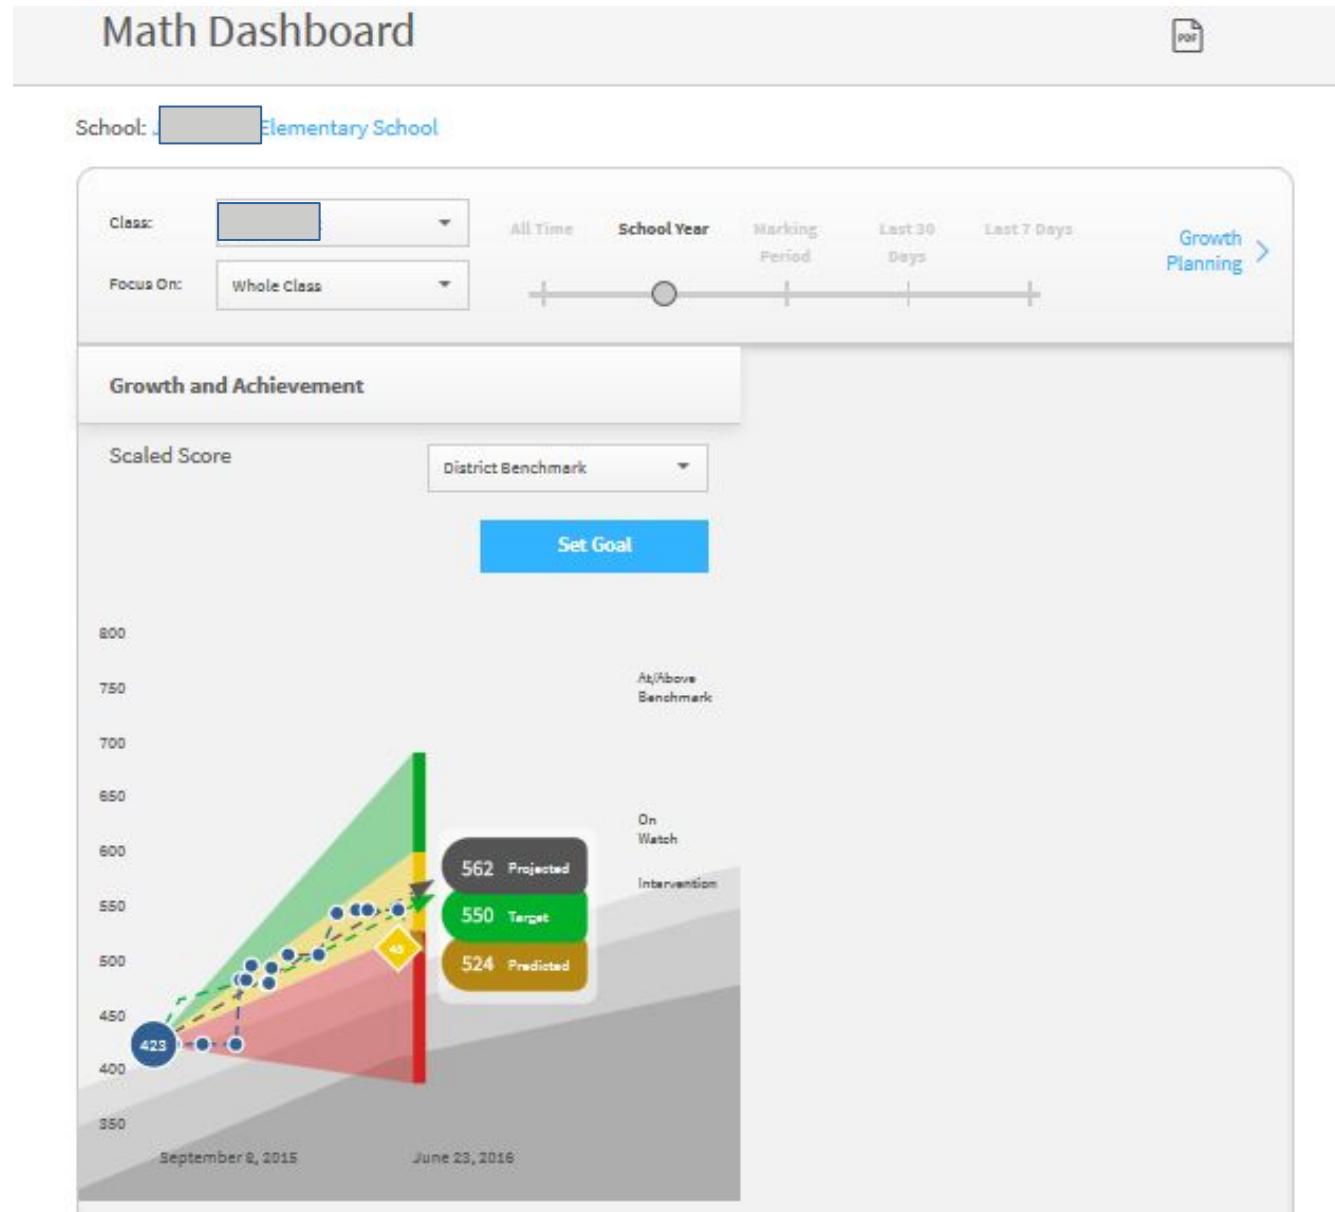 Math Dashboard
PDF
School: Elementary School
Class:
All Time
School Year
Marking Period
Last 30 Days
Last 7 Days
Growth Planning
Focus On:
Whole Class
Growth and Achievement
Scaled Score
District Benchmark
Set Goal
800
750
700
650
600
550
500
450
400
350
At/Above
Benchmark
On
Watch
Intervention
562 Projected
550 Target
524 Predicted
423
September 8, 2015
June 23, 2016